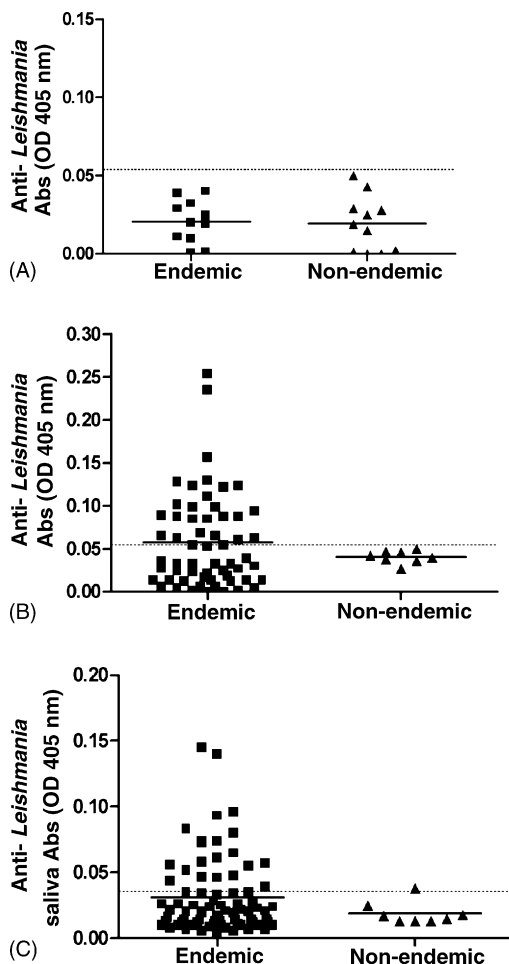 0.15
0.10
0.05
0.00
Anti- Leishmania
Abs (OD 405 nm)
Endemic
Non-endemic
(A)
0.30
0.25
0.20
0.15
0.10
0.05
0.00
Anti- Leishmania
Abs (OD 405 nm)
Endemic
Non-endemic
(B)
0.20
0.15
0.10
0.05
0.00
Anti- Leishmania
saliva Abs (OD 405 nm)
Endemic
Non-endemic
(C)